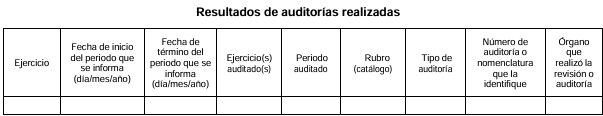 Resultados de auditorías realizadas
Ejercicio
Fecha de inicio
del periodo que
se informa
(día/mes/año)
Fecha de
término del
periodo que se
informa
(día/mes/año)
Ejercicio(s)
auditado(s)
Periodo
auditado
Rubro
(catálogo)
Tipo de
auditoría
Número de
auditoría o
nomenclatura
que la
identifique
Órgano
que
realizó la
revisión o
auditoría